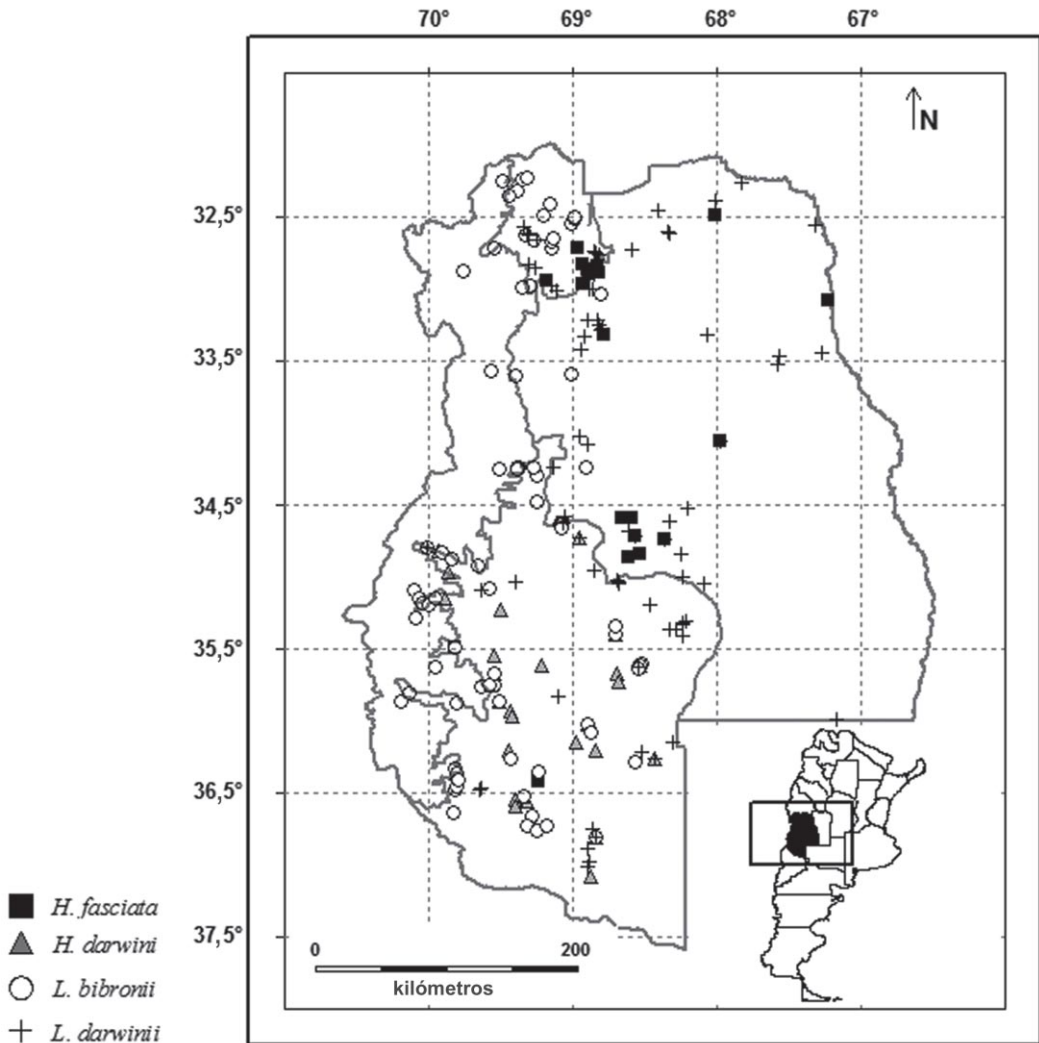 70° 69° 68° 67°
N
32,5°
33,5°
34,5°
35,5°
36,5°
37,5°
0 200
kilómetros
H. fasciata
H. darwini
L. bibronii
L. darwinii